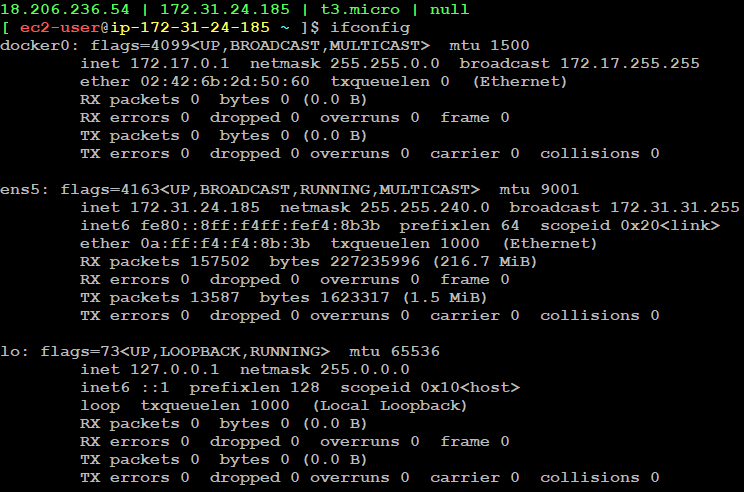 18.206.236.54 | 172.31.24.185 | t3.micro | null
[ ec2-user@ip-172-31-24-185 ~ ]$ ifconfig
docker0: flags=4099<UP,BROADCAST,MULTICAST>  mtu 1500
        inet 172.17.0.1  netmask 255.255.0.0  broadcast 172.17.255.255
        ether 02:42:6b:2d:50:60  txqueuelen 0  (Ethernet)
        RX packets 0  bytes 0 (0.0 B)
        RX errors 0  dropped 0  overruns 0  frame 0
        TX packets 0  bytes 0 (0.0 B)
        TX errors 0  dropped 0 overruns 0  carrier 0  collisions 0

ens5: flags=4163<UP,BROADCAST,RUNNING,MULTICAST>  mtu 9001
        inet 172.31.24.185  netmask 255.255.240.0  broadcast 172.31.31.255
        inet6 fe80::8ff:f4ff:fef4:8b3b  prefixlen 64  scopeid 0x20<link>
        ether 0a:ff:f4:f4:8b:3b  txqueuelen 1000  (Ethernet)
        RX packets 157502  bytes 227235996 (216.7 MiB)
        RX errors 0  dropped 0  overruns 0  frame 0
        TX packets 13587  bytes 1623317 (1.5 MiB)
        TX errors 0  dropped 0 overruns 0  carrier 0  collisions 0

lo: flags=73<UP,LOOPBACK,RUNNING>  mtu 65536
        inet 127.0.0.1  netmask 255.0.0.0
        inet6 ::1  prefixlen 128  scopeid 0x10<host>
        loop  txqueuelen 1000  (Local Loopback)
        RX packets 0  bytes 0 (0.0 B)
        RX errors 0  dropped 0  overruns 0  frame 0
        TX packets 0  bytes 0 (0.0 B)
        TX errors 0  dropped 0 overruns 0  carrier 0  collisions 0